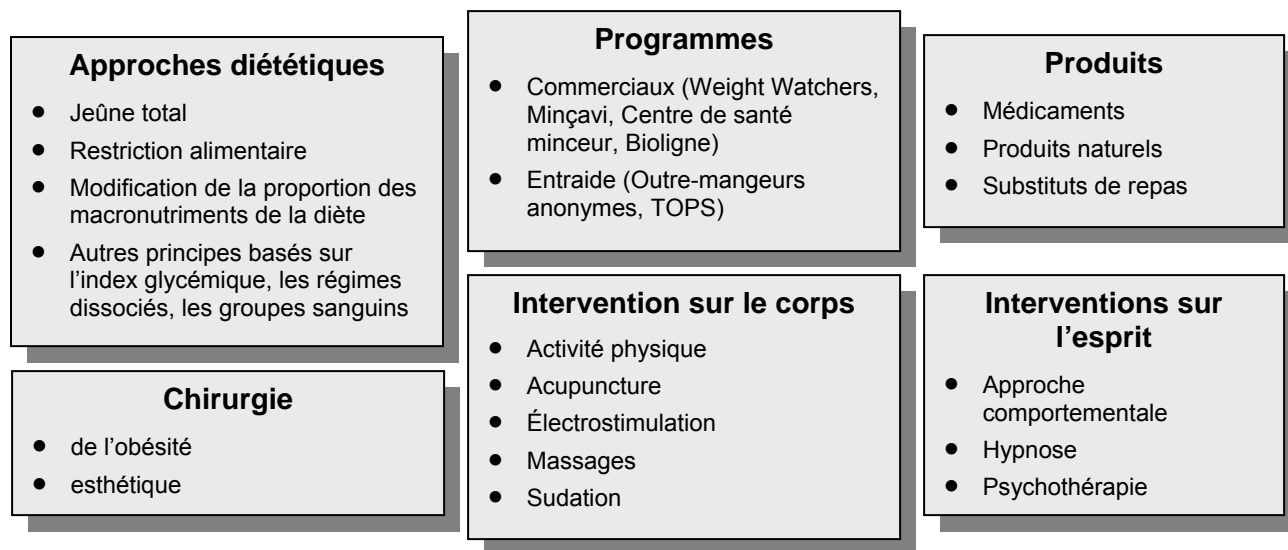 Approches diététiques
● Jeûne total
● Restriction alimentaire
● Modification de la proportion des
macronutriments de la diète
● Autres principes basés sur
l’index glycémique, les régimes
dissociés, les groupes sanguins
Programmes
● Commerciaux (Weight Watchers,
Minçavi, Centre de santé
minceur, Bioligne)
● Entraide (Outre-mangeurs
anonymes, TOPS)
Produits
● Médicaments
● Produits naturels
● Substituts de repas
Chirurgie
● de l’obésité
● esthétique
Intervention sur le corps
● Activité physique
● Acupuncture
● Électrostimulation
● Massages
● Sudation
Interventions sur
l’esprit
● Approche
comportementale
● Hypnose
● Psychothérapie